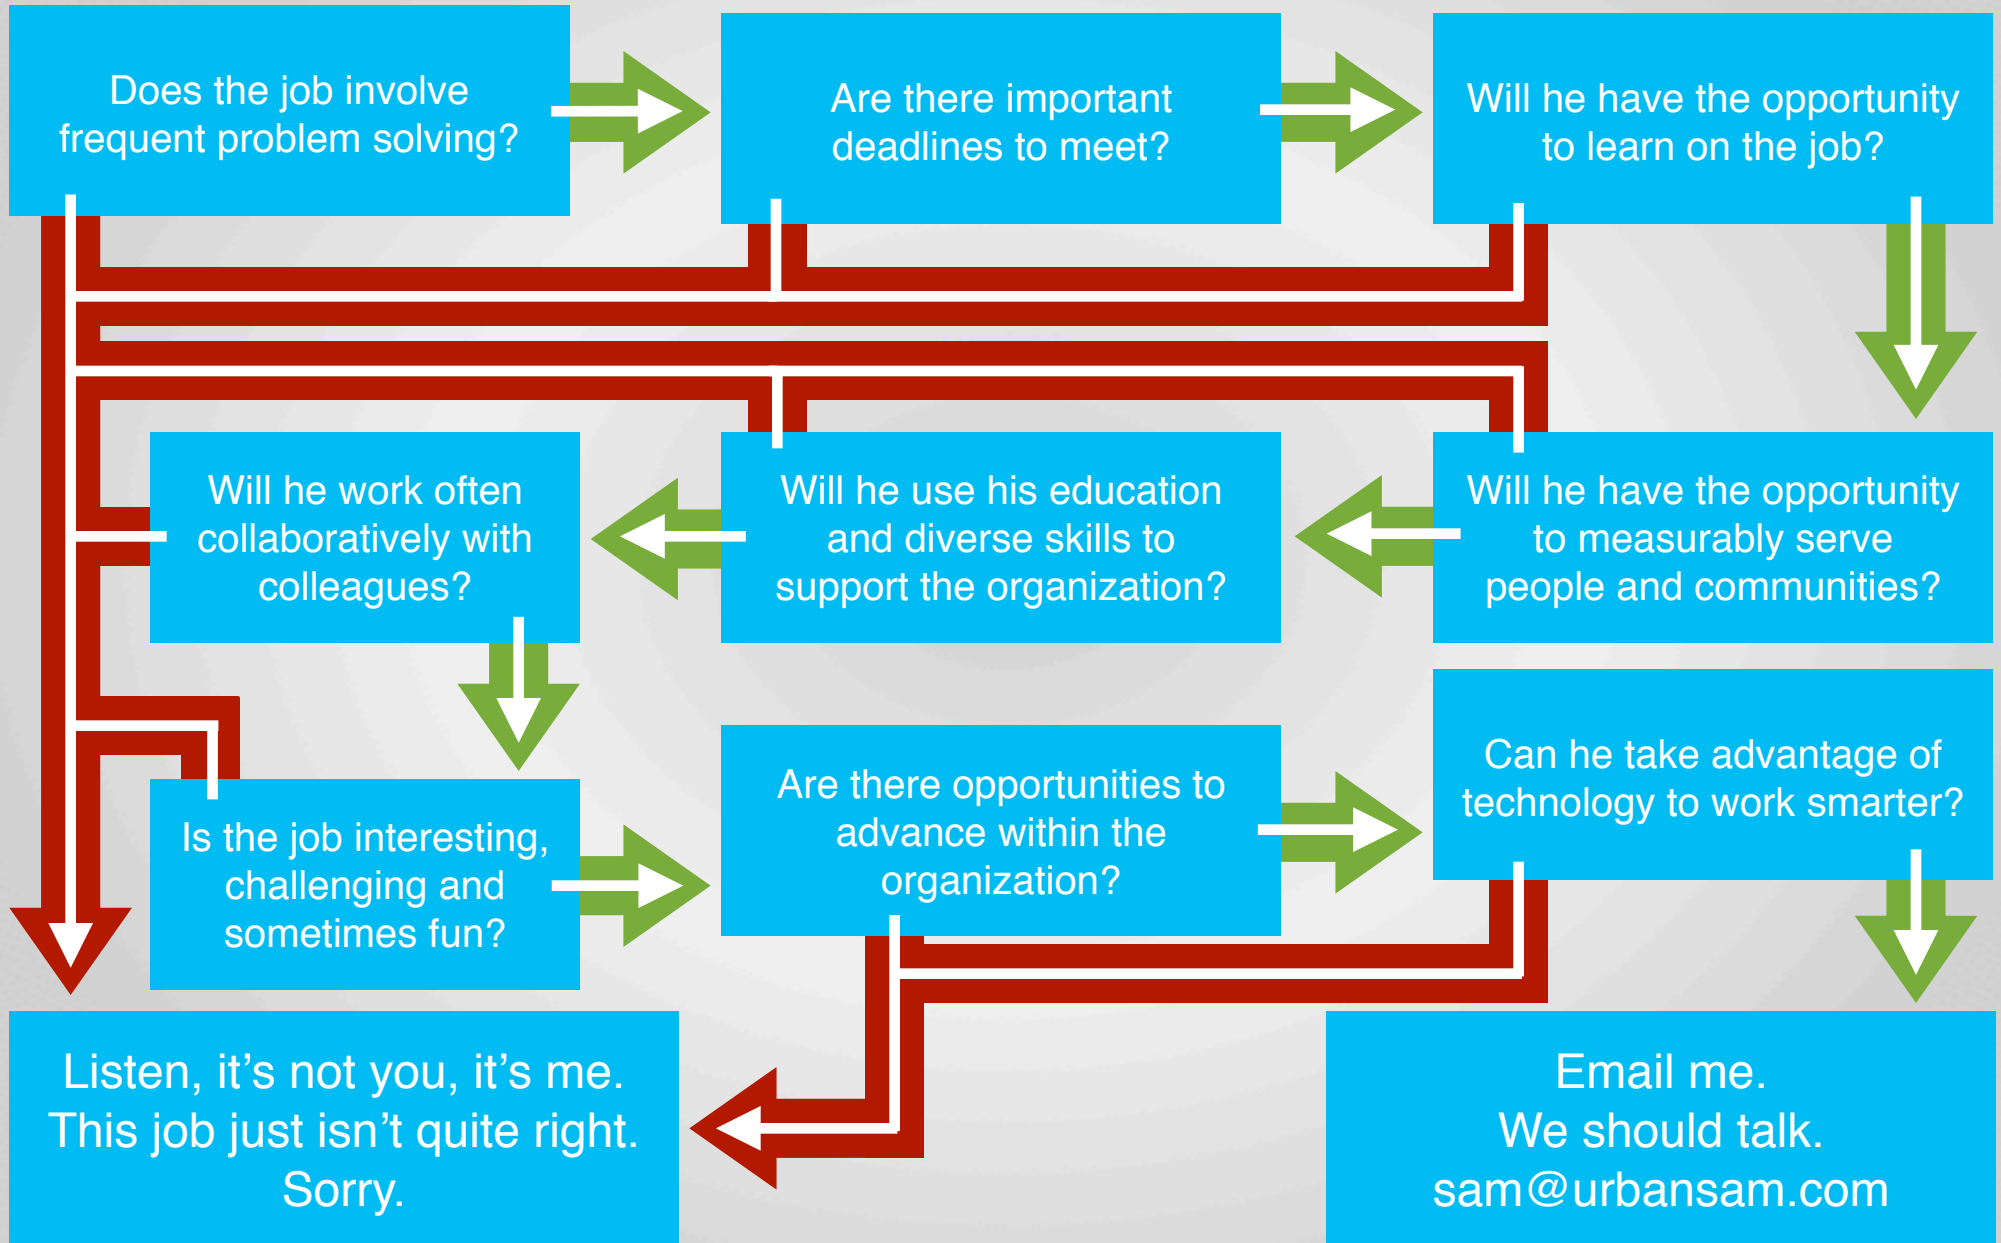 Does the job involve
frequent problem solving?
Are there important
deadlines to meet?
Will he have the opportunity
to learn on the job?
Will he work often
collaboratively with
colleagues?
Will he use his education
and diverse skills to
support the organization?
Will he have the opportunity
to measurably serve
people and communities?
Is the job interesting,
challenging and
sometimes fun?
Are there opportunities to
advance within the
organization?
Can he take advantage of
technology to work smarter?
Listen, it’s not you, it’s me.
This job just isn’t quite right.
Sorry.
Email me.
We should talk.
sam@urbansam.com